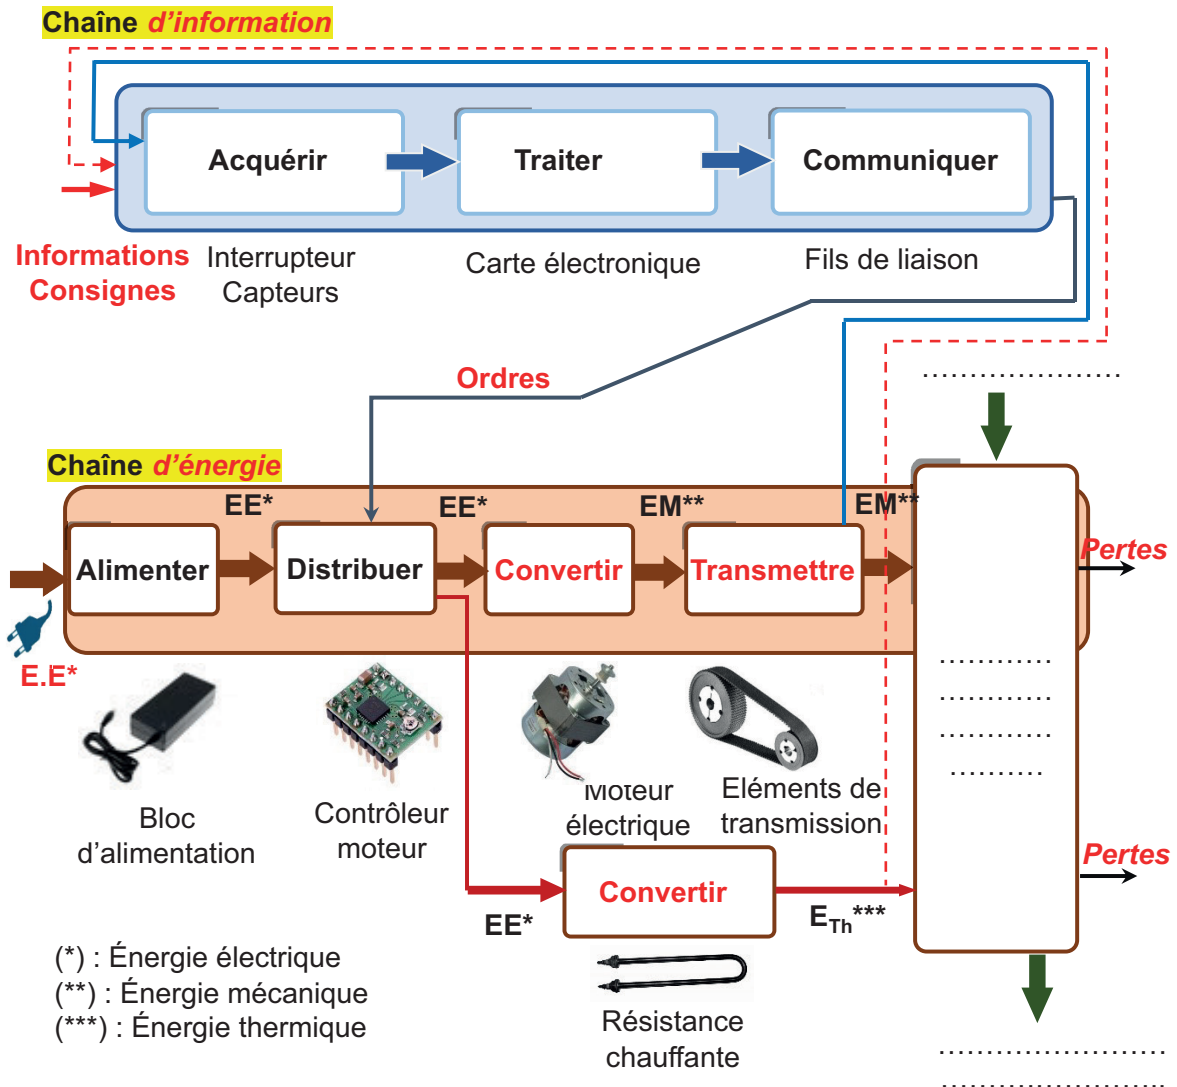 Chaîne d'information
Acquérir
Traiter
Communiquer
Informations
Consignes
Interrupteur
Capteurs
Carte électronique
Fils de liaison
Ordres
....................
Chaîne d'énergie
EE*
EE*
EM**
EM**
Alimenter
Distribuer
Convertir
Transmettre
Pertes
E.E*
............
............
............
..........
Bloc
d'alimentation
Contrôleur
moteur
Moteur
électrique
Eléments de
transmission
Convertir
Pertes
EE*
ETh***
(*) : Énergie électrique
(**) : Énergie mécanique
(***) : Énergie thermique
Résistance
chauffante
.......................
.......................